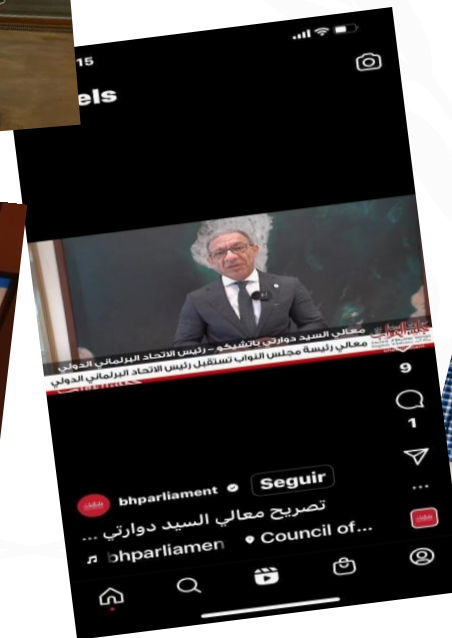 15
els
معالي السيد دوارتي باتشيكو - رئيس الاتحاد البرلماني الدولي
معالي رئيسة مجلس النواب تستقبل رئيس الاتحاد البرلماني الدولي
9
1
bhparliament
Seguir
تصريح معالي السيد دوارتي ...
bhparliamen
Council of...